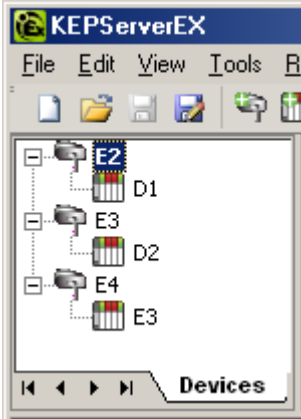 KEPServerEX
File Edit View Tools R
E2
D1
E3
D2
E4
E3
Devices